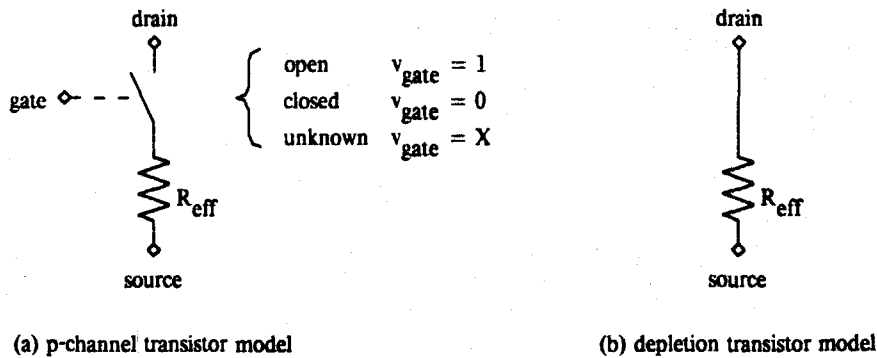 drain
gate
open v_gate = 1
closed v_gate = 0
unknown v_gate = X
R_eff
source
(a) p-channel transistor model
drain
R_eff
source
(b) depletion transistor model